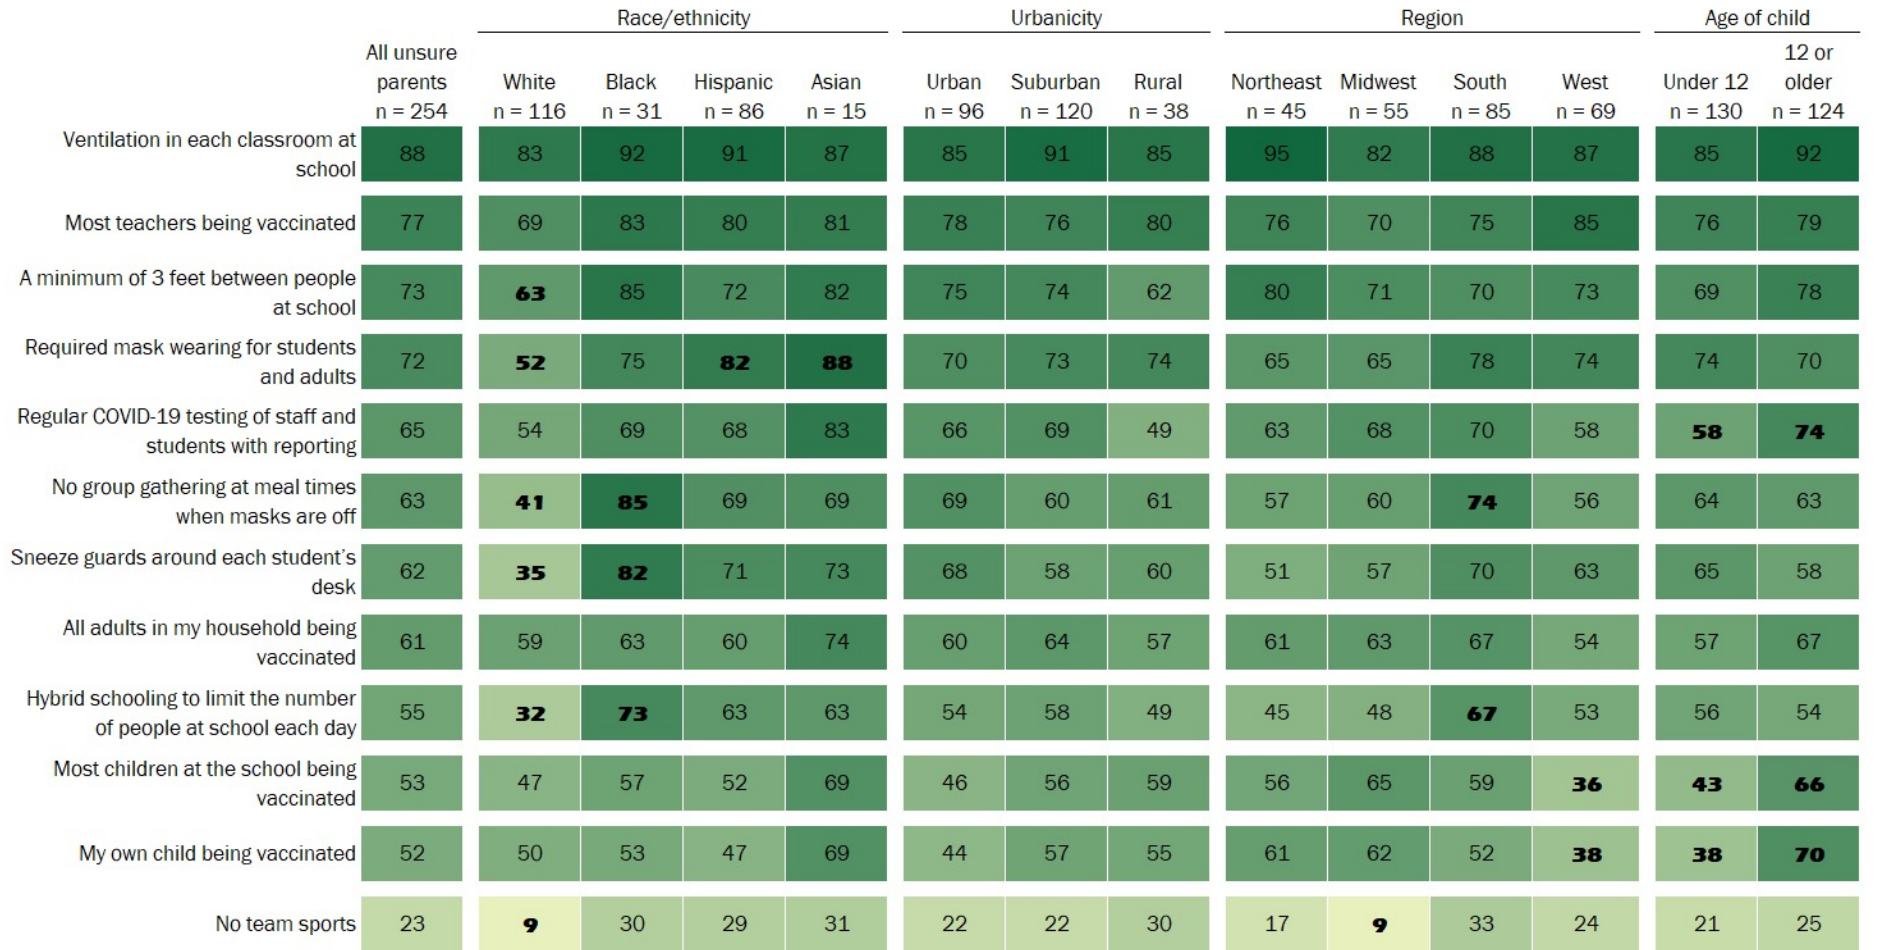 Race/ethnicity Urbanicity Region Age of child
All unsure 12 or
parents White Black Hispanic Asian Urban Suburban Rural Northeast Midwest South West Under 12 older
n = 254 n = 116 n = 31 n = 86 n = 15 n = 96 n = 120 n = 38 n = 45 n = 55 n = 85 n = 69 n = 130 n = 124
Ventilation in each classroom at
school
88 83 92 91 87 85 91 85 95 82 88 87 85 92
Most teachers being vaccinated 77 69 83 80 81 78 76 80 76 70 75 85 76 79
A minimum of 3 feet between people
at school
73 63 85 72 82 75 74 62 80 71 70 73 69 78
Required mask wearing for students
and adults
72 52 75 82 88 70 73 74 65 65 78 74 74 70
Regular COVID-19 testing of staff and
students with reporting
65 54 69 68 83 66 69 49 63 68 70 58 58 74
No group gathering at meal times
when masks are off
63 41 85 69 69 69 60 61 57 60 74 56 64 63
Sneeze guards around each student's
desk
62 35 82 71 73 68 58 60 51 57 70 63 65 58
All adults in my household being
vaccinated
61 59 63 60 74 60 64 57 61 63 67 54 57 67
Hybrid schooling to limit the number
of people at school each day
55 32 73 63 63 54 58 49 45 48 67 53 56 54
Most children at the school being
vaccinated
53 47 57 52 69 46 56 59 56 65 59 36 43 66
My own child being vaccinated 52 50 53 47 69 44 57 55 61 62 52 38 38 70
No team sports 23 9 30 29 31 22 22 30 17 9 33 24 21 25